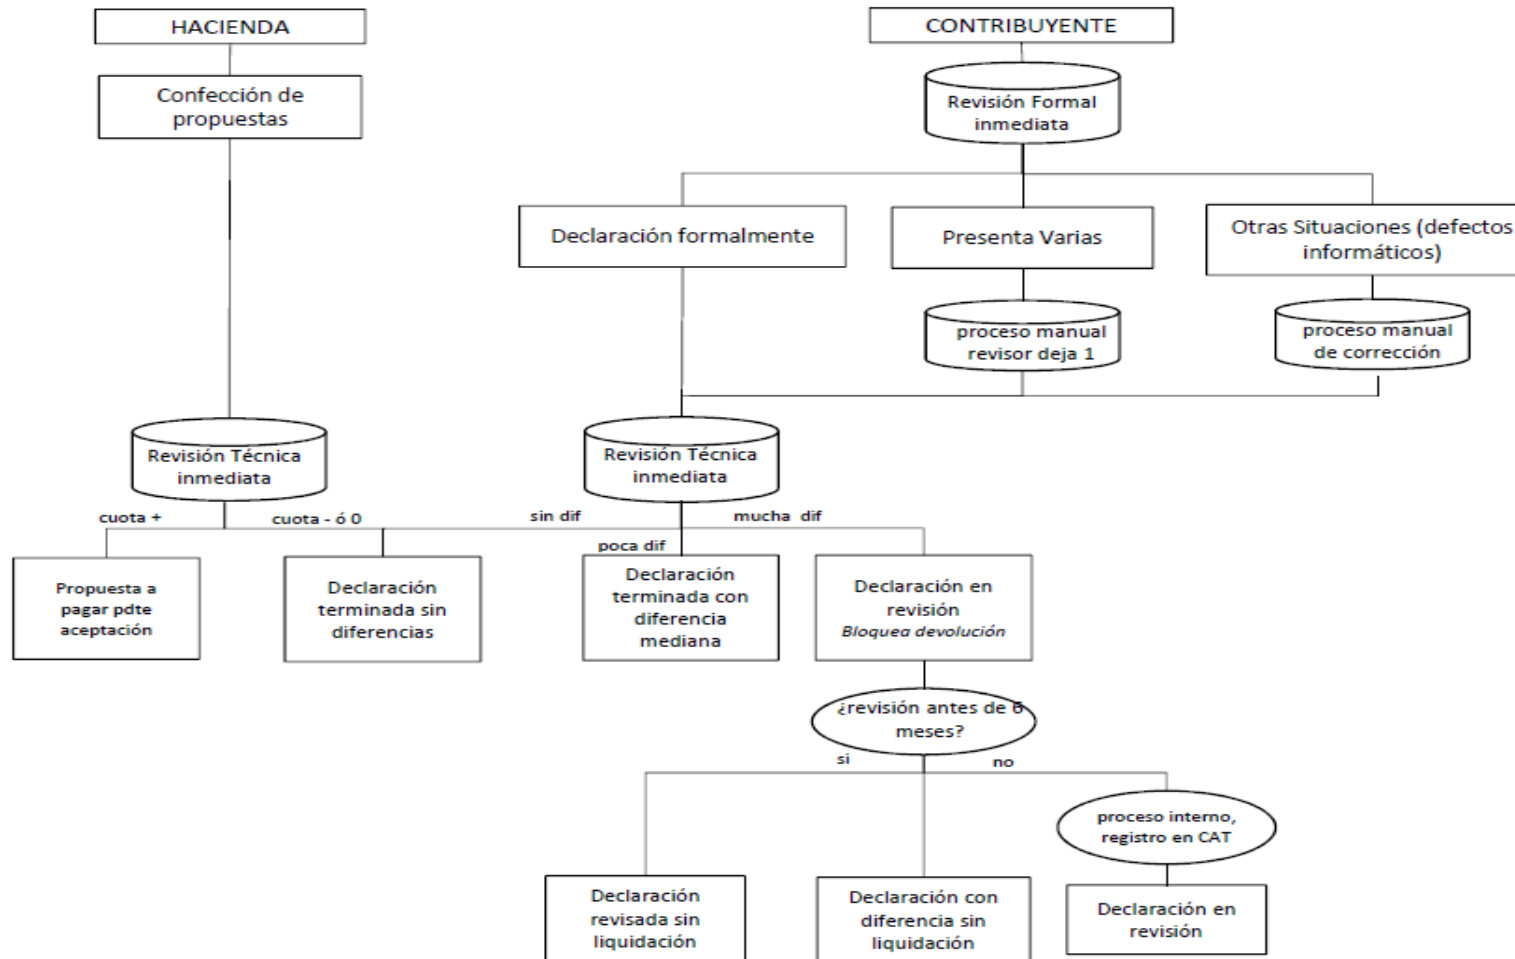 HACIENDA
CONTRIBUYENTE
Confección de
propuestas
Revisión Formal
inmediata
Declaración formalmente
Presenta Varias
Otras Situaciones (defectos
informáticos)
proceso manual
revisor deja 1
proceso manual
de corrección
Revisión Técnica
inmediata
Revisión Técnica
inmediata
cuota +
cuota - ó 0
sin dif
mucha dif
poca dif
Propuesta a
pagar pdte
aceptación
Declaración
terminada sin
diferencias
Declaración
terminada con
diferencia
mediana
Declaración en
revisión
Bloquea devolución
¿revisión antes de 6
meses?
si
no
proceso interno,
registro en CAT
Declaración
revisada sin
liquidación
Declaración con
diferencia sin
liquidación
Declaración en
revisión